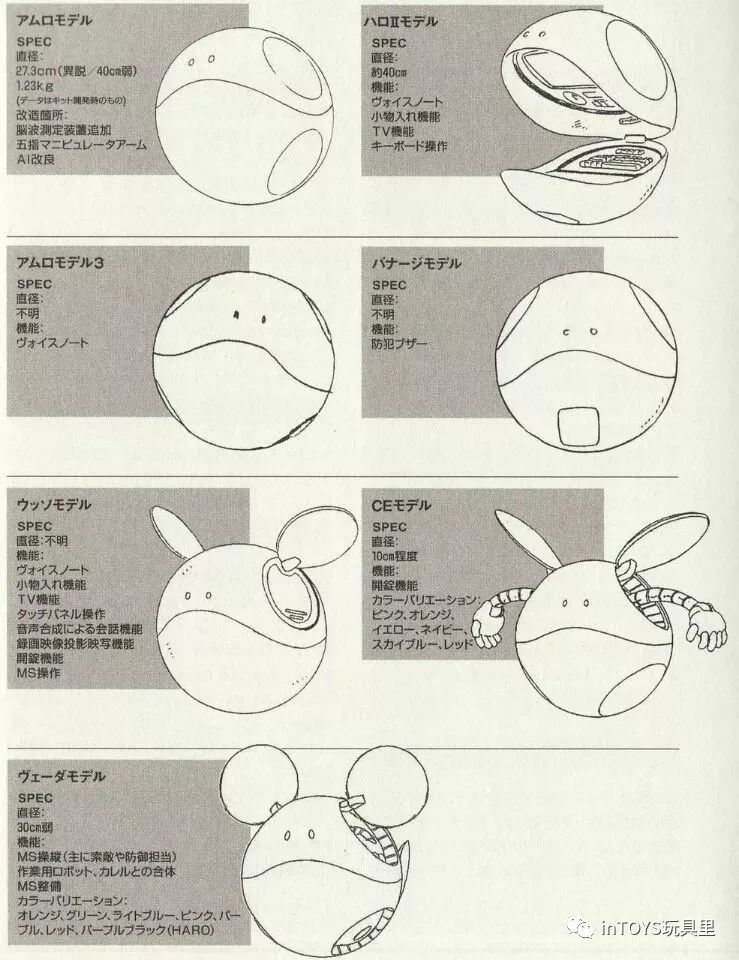 アムロモデル
SPEC
直径:
27.3cm(異説/40cm弱)
1.23kg
(データはキット開発時のもの)
改造箇所:
脳波測定装置追加
五指マニピュレータアーム
AI改良
ハロⅡモデル
SPEC
直径:
約40cm
機能:
ヴォイスノート
小物入れ機能
TV機能
キーボード操作
アムロモデル3
SPEC
直径:
不明
機能:
ヴォイスノート
バナージモデル
SPEC
直径:
不明
機能:
防犯ブザー
ウッソモデル
SPEC
直径:不明
機能:
ヴォイスノート
小物入れ機能
TV機能
タッチパネル操作
音声合成による会話機能
録画映像投影映写機能
開錠機能
MS操作
CEモデル
SPEC
直径:
10cm程度
機能:
開錠機能
カラーバリエーション:
ピンク、オレンジ、
イエロー、ネイビー、
スカイブルー、レッド
ヴェーダモデル
SPEC
直径:
30cm弱
機能:
MS操縦(主に索敵や防御担当)
作業用ロボット、カレルとの合体
MS整備
カラーバリエーション:
オレンジ、グリーン、ライトブルー、ピンク、パー
プル、レッド、パープルブラック(HARO)
inTOYS玩具里